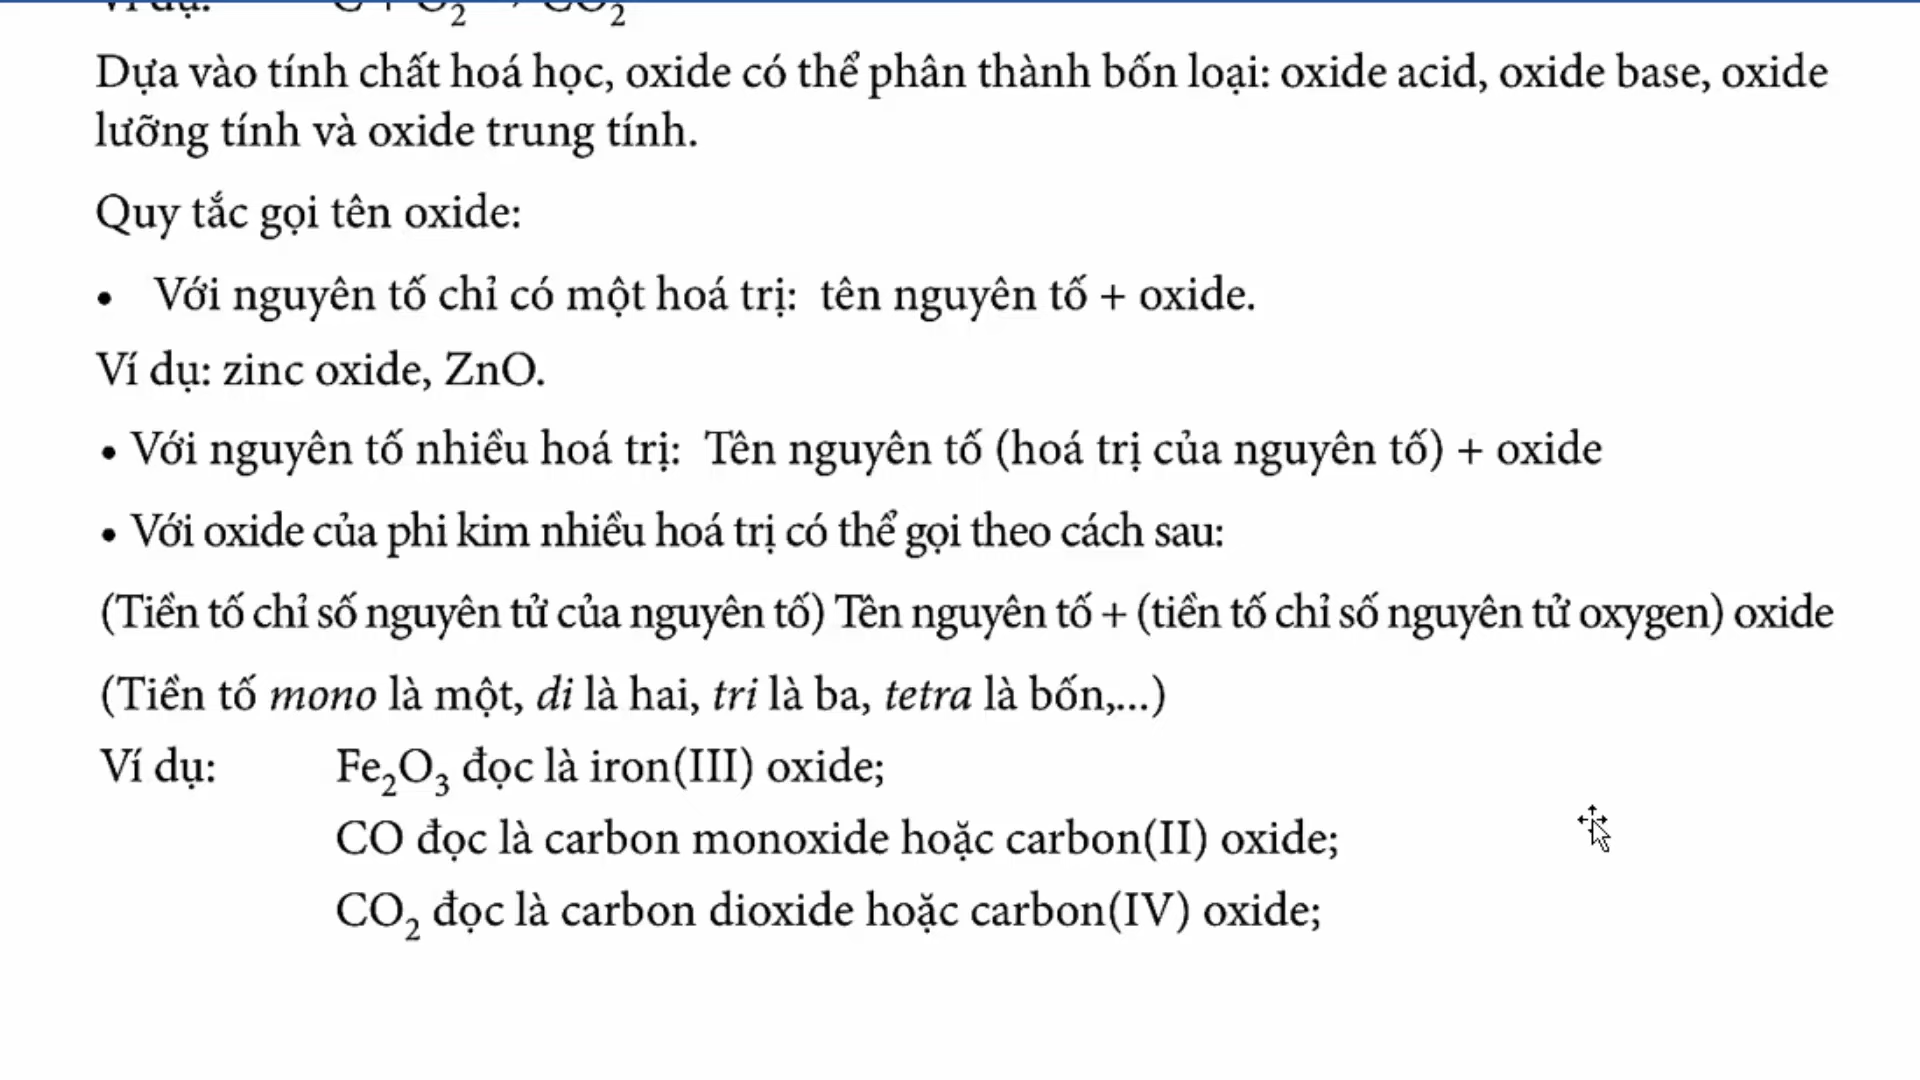 Dựa vào tính chất hoá học, oxide có thể phân thành bốn loại: oxide acid, oxide base, oxide
lưỡng tính và oxide trung tính.
Quy tắc gọi tên oxide:
• Với nguyên tố chỉ có một hoá trị: tên nguyên tố + oxide.
Ví dụ: zinc oxide, ZnO.
• Với nguyên tố nhiều hoá trị: Tên nguyên tố (hoá trị của nguyên tố) + oxide
• Với oxide của phi kim nhiều hoá trị có thể gọi theo cách sau:
(Tiền tố chỉ số nguyên tử của nguyên tố) Tên nguyên tố + (tiền tố chỉ số nguyên tử oxygen) oxide
(Tiền tố mono là một, di là hai, tri là ba, tetra là bốn,...)
Ví dụ: Fe₂O₃ đọc là iron(III) oxide;
CO đọc là carbon monoxide hoặc carbon(II) oxide;
CO₂ đọc là carbon dioxide hoặc carbon(IV) oxide;